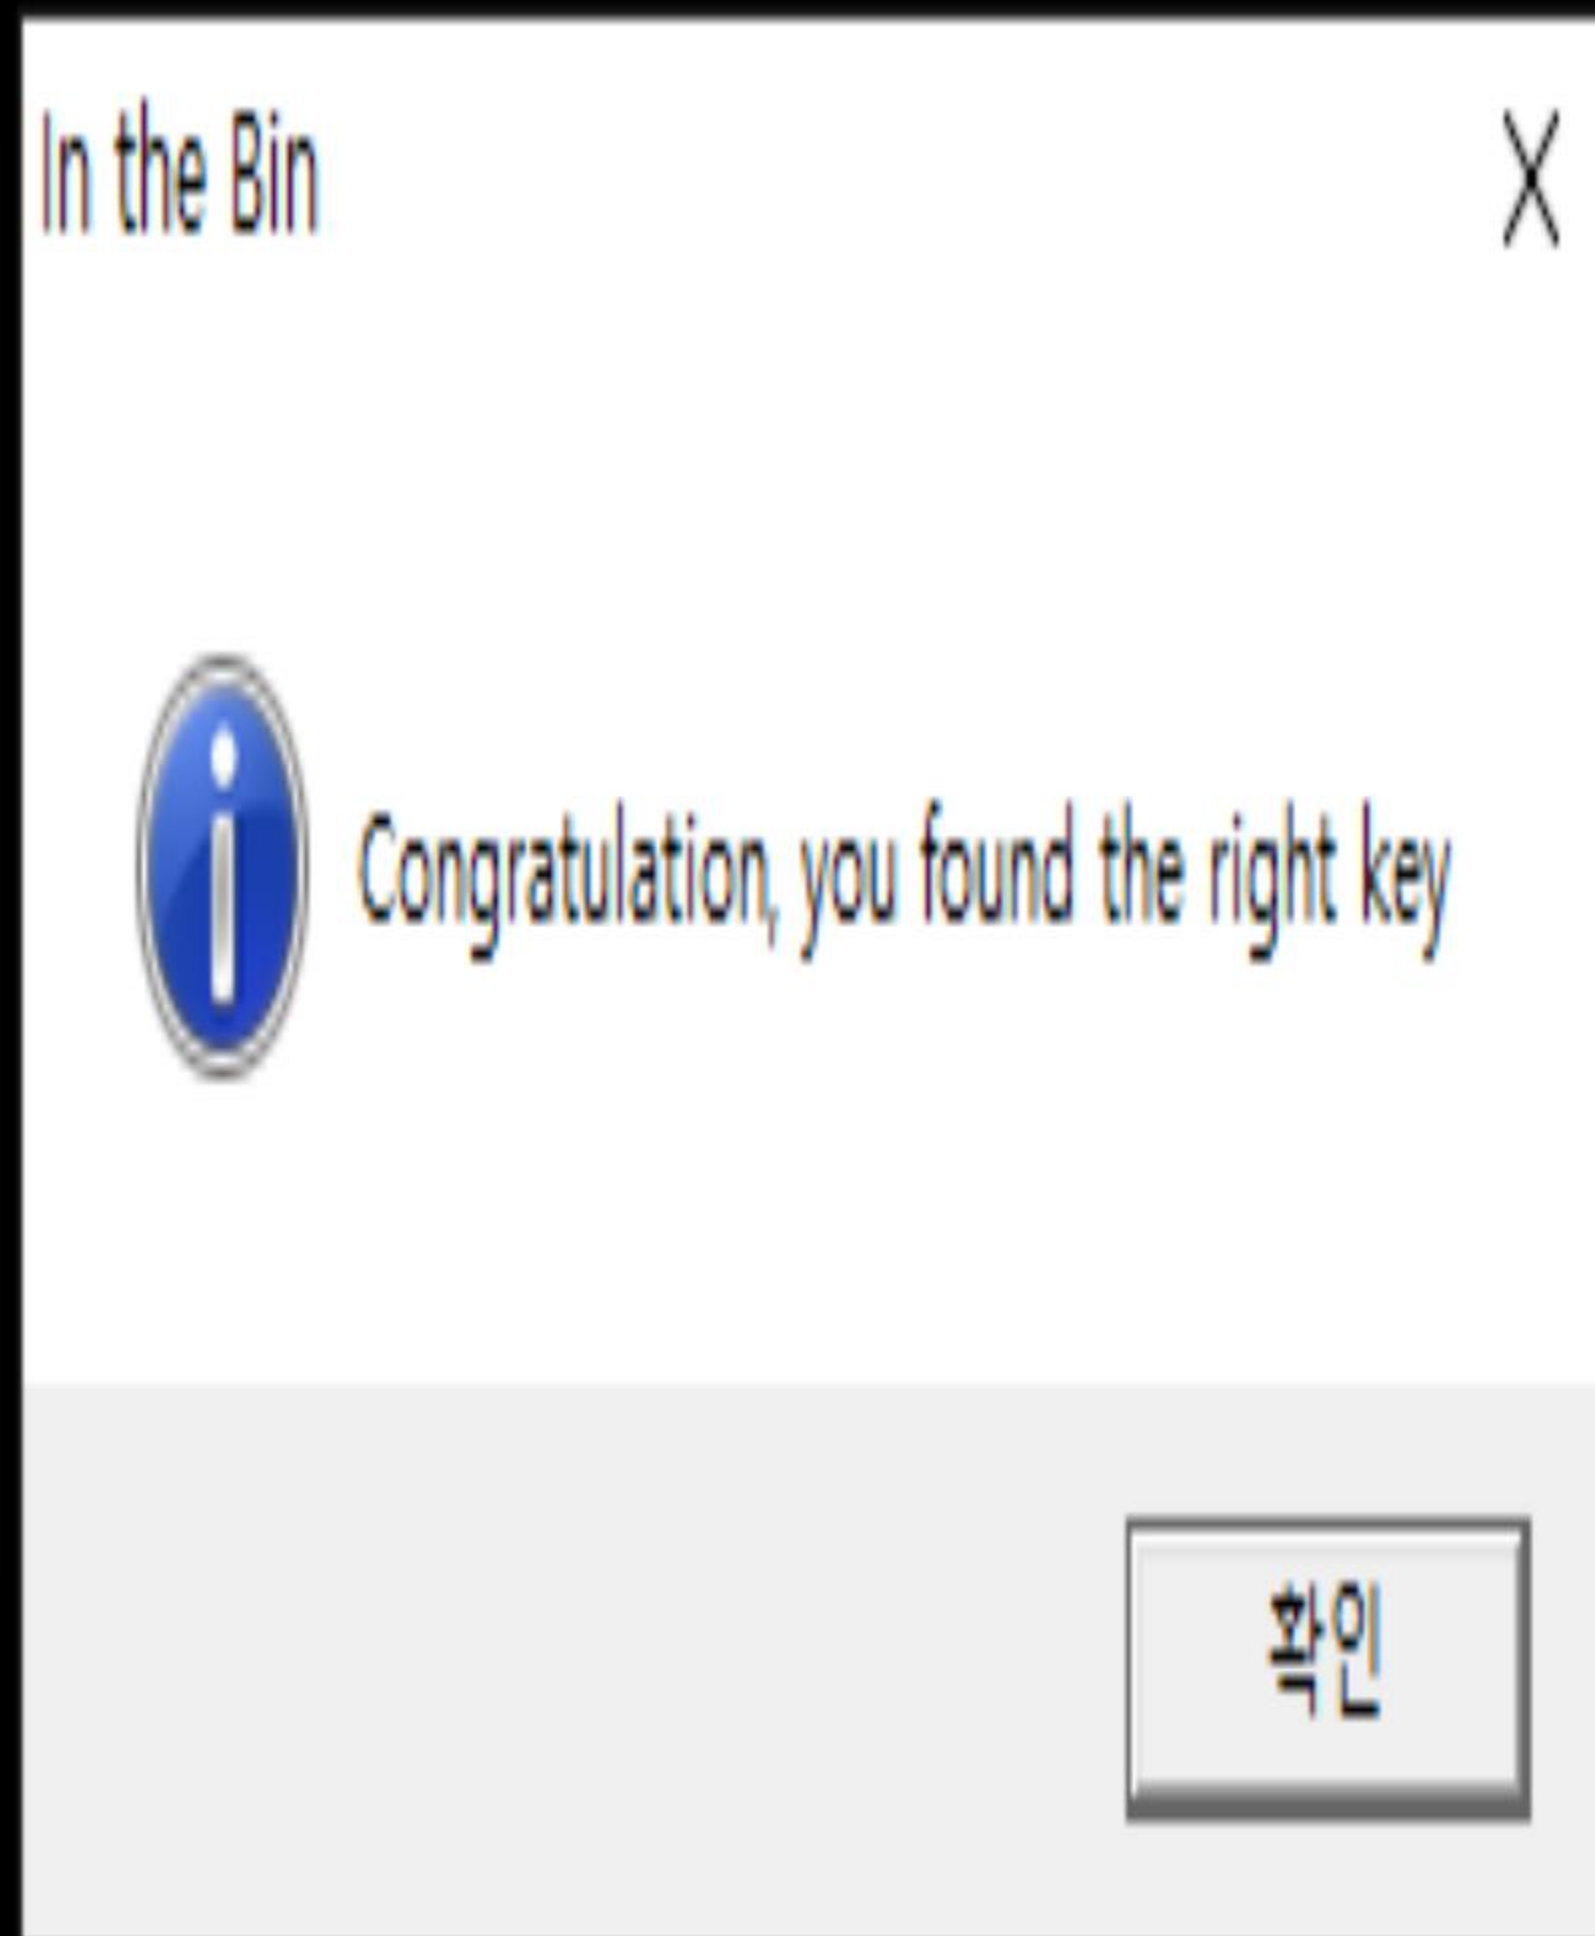 In the Bin
X
Congratulation, you found the right key
확인